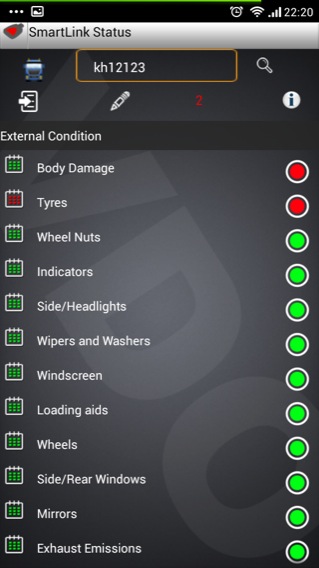 22:20
SmartLink Status
kh12123
2
External Condition
Body Damage
Tyres
Wheel Nuts
Indicators
Side/Headlights
Wipers and Washers
Windscreen
Loading aids
Wheels
Side/Rear Windows
Mirrors
Exhaust Emissions